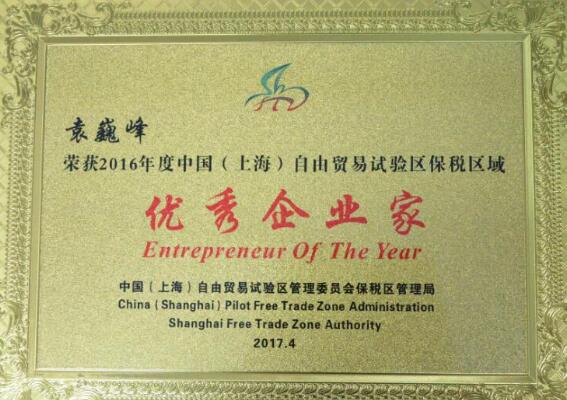 袁巍峰
荣获2016年度中国（上海）自由贸易试验区保税区域
优秀企业家
Entrepreneur Of The Year
中国（上海）自由贸易试验区管理委员会保税区管理局
China (Shanghai) Pilot Free Trade Zone Administration
Shanghai Free Trade Zone Authority
2017.4